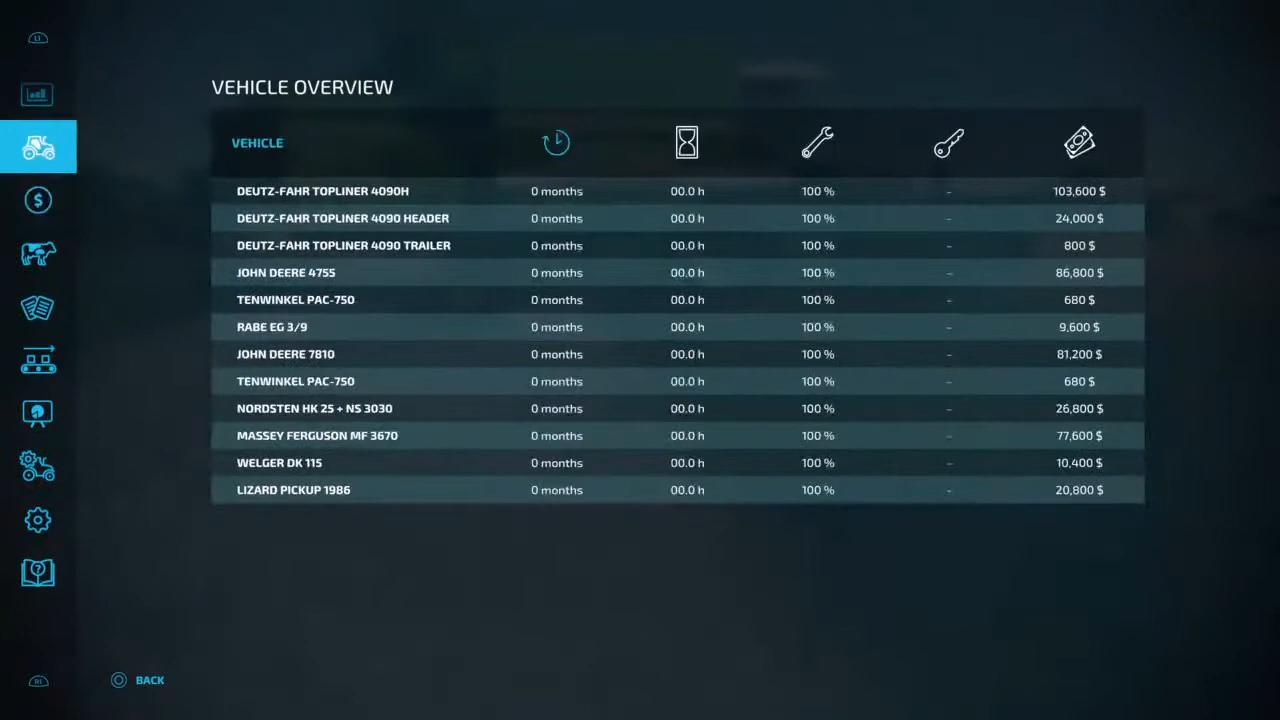 L1
VEHICLE OVERVIEW
VEHICLE
DEUTZ-FAHR TOPLINER 4090H 0 months 00.0 h 100 % - 103,600 $
DEUTZ-FAHR TOPLINER 4090 HEADER 0 months 00.0 h 100 % - 24,000 $
DEUTZ-FAHR TOPLINER 4090 TRAILER 0 months 00.0 h 100 % - 800 $
JOHN DEERE 4755 0 months 00.0 h 100 % - 86,800 $
TENWINKEL PAC-750 0 months 00.0 h 100 % - 680 $
RABE EG 3/9 0 months 00.0 h 100 % - 9,600 $
JOHN DEERE 7810 0 months 00.0 h 100 % - 81,200 $
TENWINKEL PAC-750 0 months 00.0 h 100 % - 680 $
NORDSTEN HK 25 + NS 3030 0 months 00.0 h 100 % - 26,800 $
MASSEY FERGUSON MF 3670 0 months 00.0 h 100 % - 77,600 $
WELGER DK 115 0 months 00.0 h 100 % - 10,400 $
LIZARD PICKUP 1986 0 months 00.0 h 100 % - 20,800 $
R1
BACK